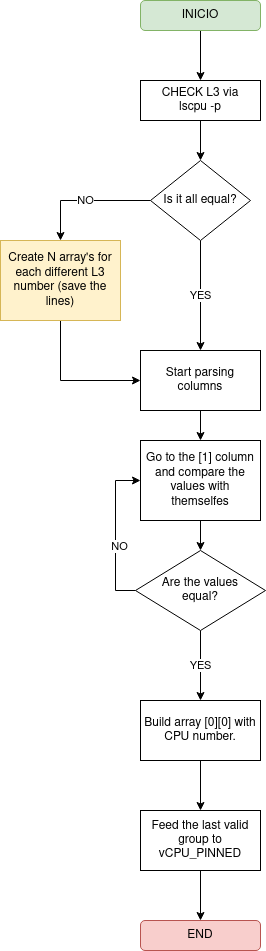 INICIO
CHECK L3 via
lscpu -p
Is it all equal?
NO
Create N array's for
each different L3
number (save the
lines)
YES
Start parsing
columns
Go to the [1] column
and compare the
values with
themselfes
NO
Are the values
equal?
YES
Build array [0][0] with
CPU number.
Feed the last valid
group to
vCPU_PINNED
END